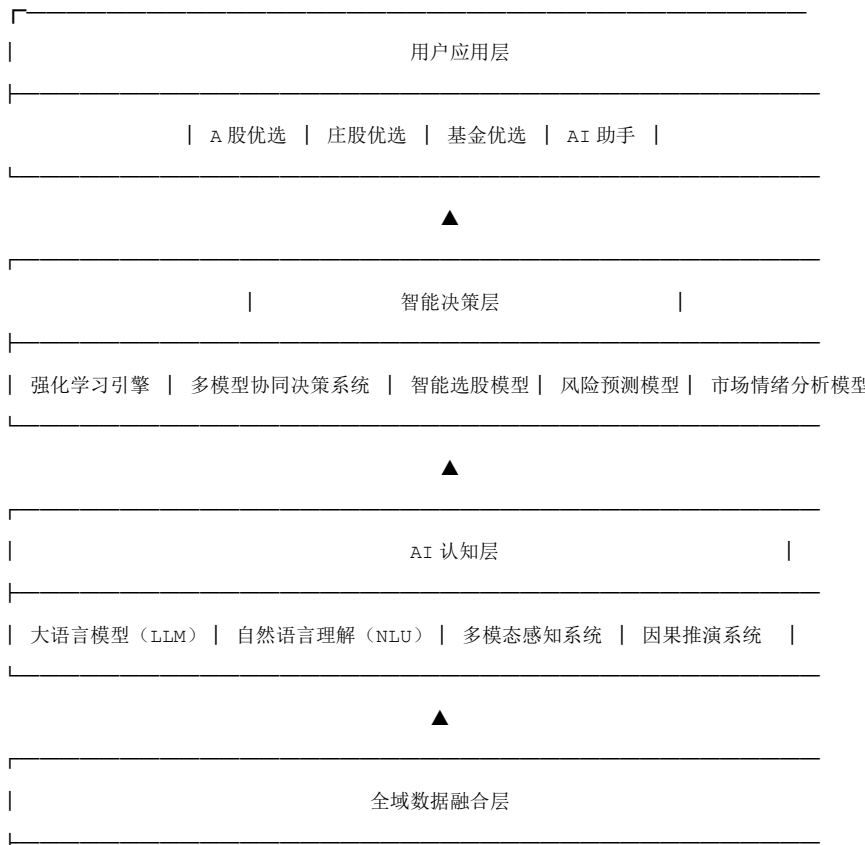 用户应用层
| A 股优选 | 庄股优选 | 基金优选 | AI 助手 |
▲
| 智能决策层 |
| 强化学习引擎 | 多模型协同决策系统 | 智能选股模型 | 风险预测模型 | 市场情绪分析模型
▲
| AI 认知层 |
| 大语言模型（LLM） | 自然语言理解（NLU） | 多模态感知系统 | 因果推演系统 |
▲
| 全域数据融合层